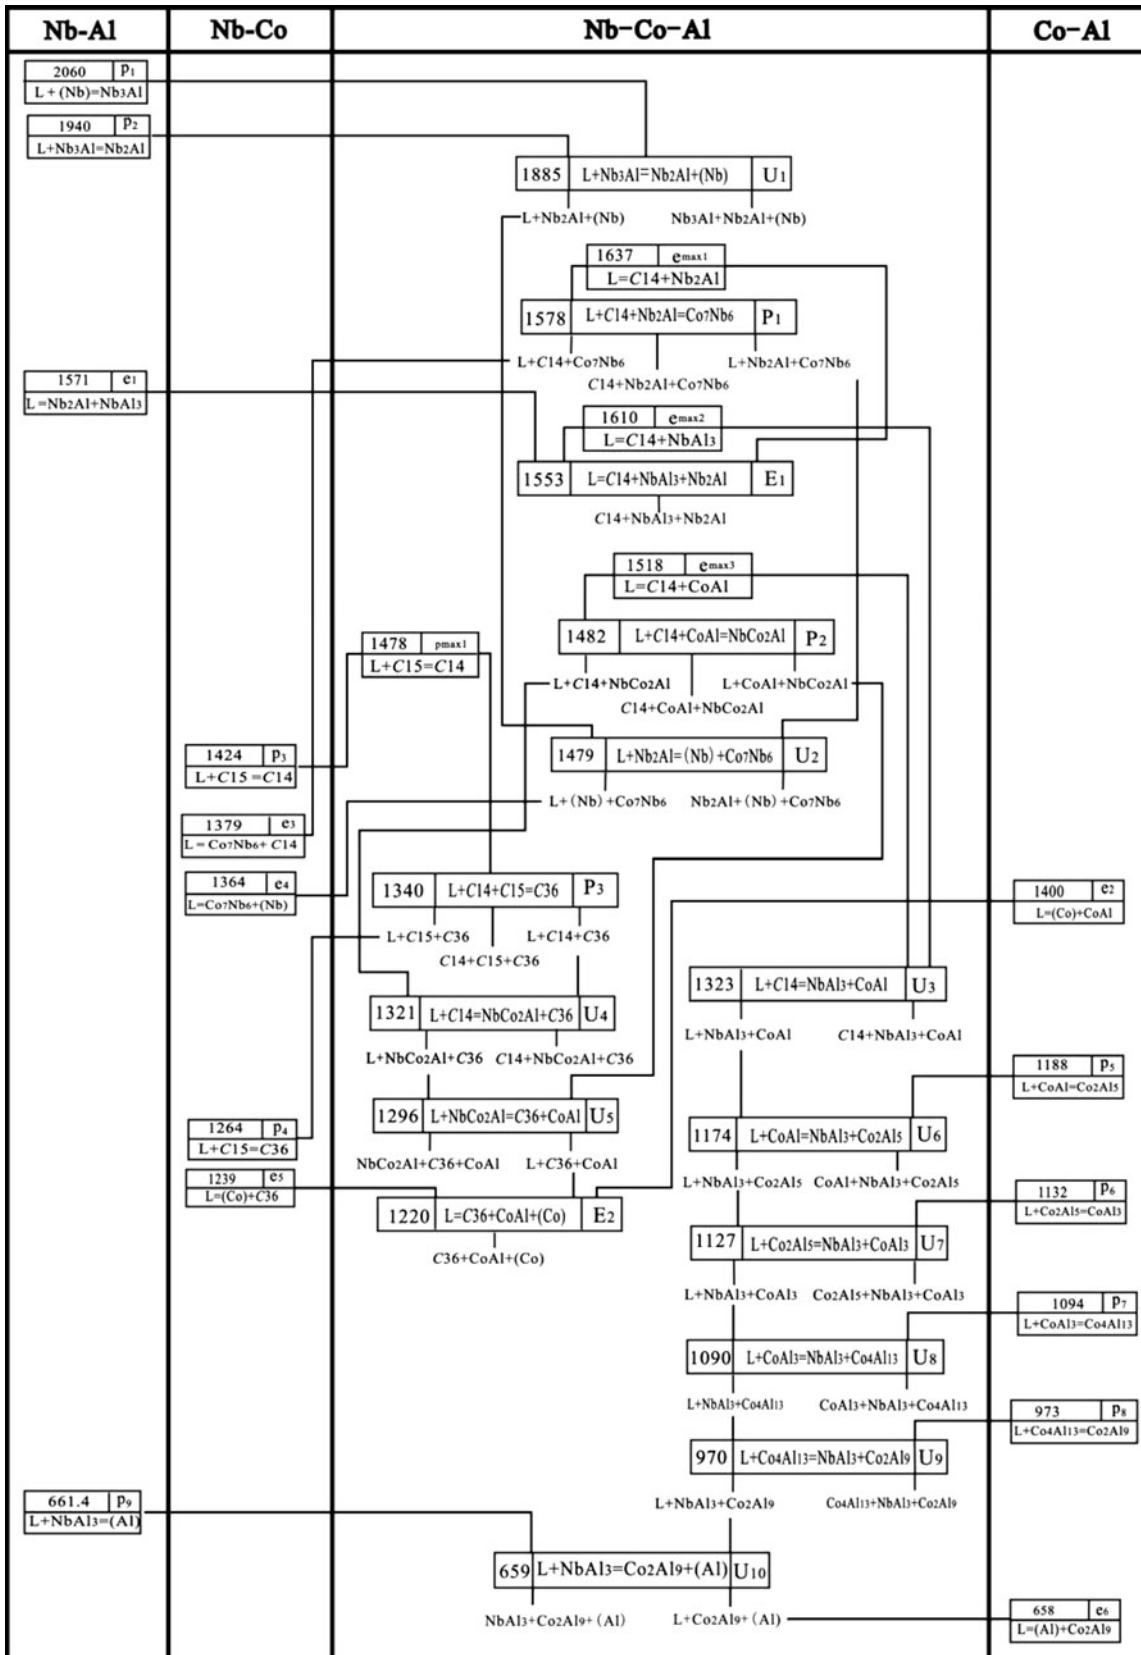 Nb-Al Nb-Co Nb-Co-Al Co-Al
2060 p1
L+(Nb)=Nb3Al
1940 p2
L+Nb3Al=Nb2Al
1885 L+Nb3Al=Nb2Al+(Nb) U1
L+Nb2Al+(Nb) Nb3Al+Nb2Al+(Nb)
1637 emax1
L=C14+Nb2Al
1578 L+C14+Nb2Al=Co7Nb6 P1
L+C14+Co7Nb6 L+Nb2Al+Co7Nb6
C14+Nb2Al+Co7Nb6
1571 e1
L=Nb2Al+NbAl3
1610 emax2
L=C14+NbAl3
1553 L=C14+NbAl3+Nb2Al E1
C14+NbAl3+Nb2Al
1518 emax3
L=C14+CoAl
1482 L+C14+CoAl=NbCo2Al P2
1478 pmax1
L+C15=C14
L+C14+NbCo2Al L+CoAl+NbCo2Al
C14+CoAl+NbCo2Al
1424 p3
L+C15=C14
1479 L+Nb2Al=(Nb)+Co7Nb6 U2
L+(Nb)+Co7Nb6 Nb2Al+(Nb)+Co7Nb6
1379 e3
L=Co7Nb6+C14
1364 e4
L=Co7Nb6+(Nb)
1340 L+C14+C15=C36 P3
1400 e2
L=(Co)+CoAl
L+C15+C36 L+C14+C36
C14+C15+C36
1323 L+C14=NbAl3+CoAl U3
1321 L+C14=NbCo2Al+C36 U4
L+NbAl3+CoAl C14+NbAl3+CoAl
L+NbCo2Al+C36 C14+NbCo2Al+C36
1188 p5
L+CoAl=Co2Al5
1296 L+NbCo2Al=C36+CoAl U5
1264 p4
L+C15=C36
1174 L+CoAl=NbAl3+Co2Al5 U6
NbCo2Al+C36+CoAl L+C36+CoAl
L+NbAl3+Co2Al5 CoAl+NbAl3+Co2Al5
1239 e5
L=(Co)+C36
1132 p6
L+Co2Al5=CoAl3
1220 L=C36+CoAl+(Co) E2
1127 L+Co2Al5=NbAl3+CoAl3 U7
C36+CoAl+(Co)
L+NbAl3+CoAl3 Co2Al5+NbAl3+CoAl3
1094 p7
L+CoAl3=Co4Al13
1090 L+CoAl3=NbAl3+Co4Al13 U8
L+NbAl3+Co4Al13 CoAl3+NbAl3+Co4Al13
973 p8
L+Co4Al13=Co2Al9
970 L+Co4Al13=NbAl3+Co2Al9 U9
L+NbAl3+Co2Al9 Co4Al13+NbAl3+Co2Al9
661.4 p9
L+NbAl3=(Al)
659 L+NbAl3=Co2Al9+(Al) U10
NbAl3+Co2Al9+(Al) L+Co2Al9+(Al)
658 e6
L=(Al)+Co2Al9